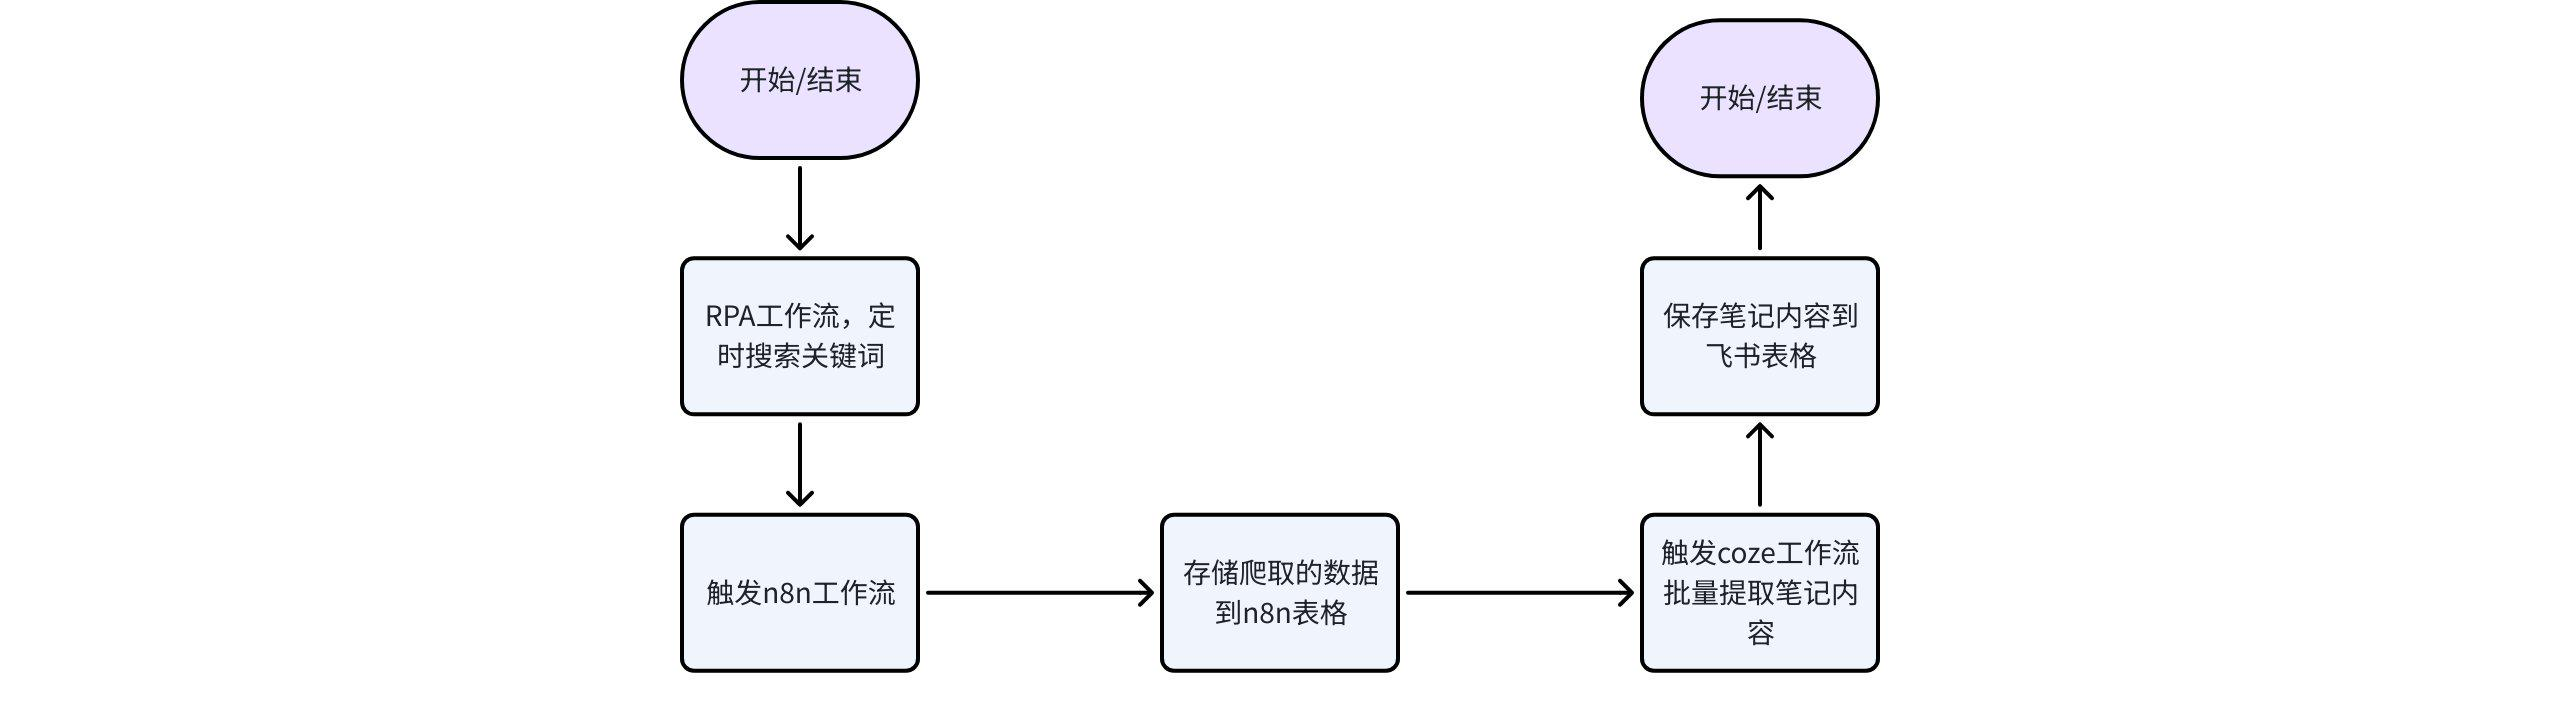 开始/结束
RPA工作流，定
时搜索关键词
触发n8n工作流
存储爬取的数据
到n8n表格
触发coze工作流
批量提取笔记内
容
保存笔记内容到
飞书表格
开始/结束